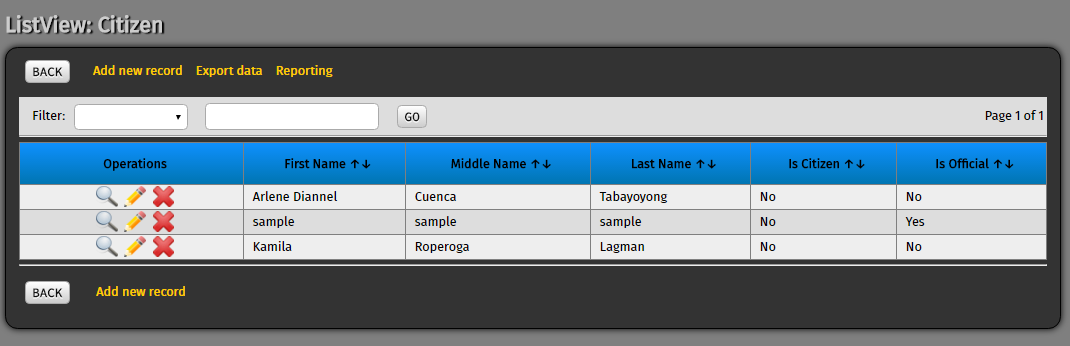 ListView: Citizen
BACK Add new record Export data Reporting
Filter: GO Page 1 of 1
Operations First Name ↑↓ Middle Name ↑↓ Last Name ↑↓ Is Citizen ↑↓ Is Official ↑↓
Arlene Diannel Cuenca Tabayoyong No No
sample sample sample No Yes
Kamila Roperoga Lagman No No
BACK Add new record